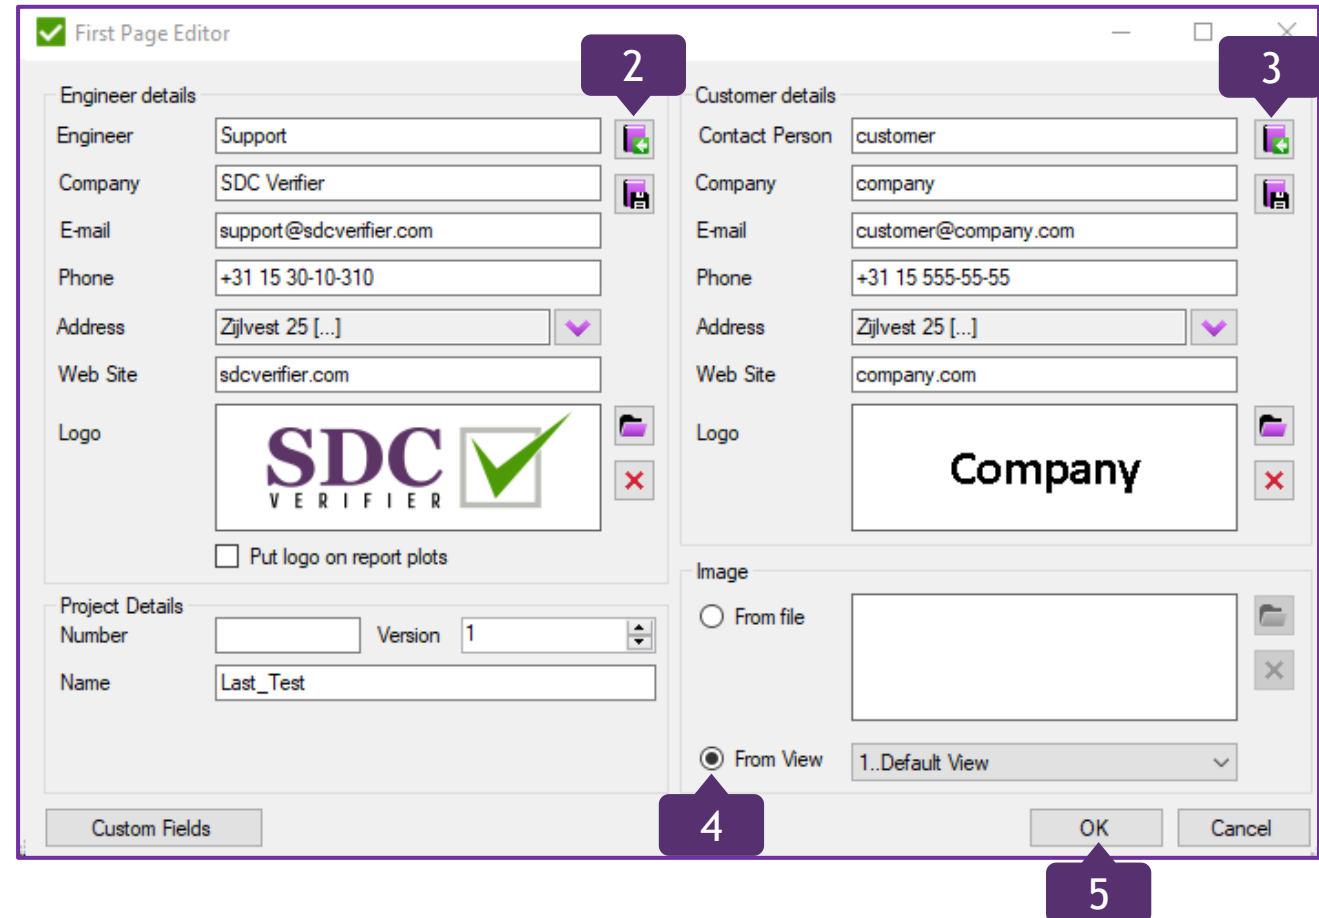 First Page Editor
2
3
Engineer details
Engineer Support
Company SDC Verifier
E-mail support@sdcverifier.com
Phone +31 15 30-10-310
Address Zijlvest 25 [...]
Web Site sdcverifier.com
Logo
SDC
VERIFIER
Put logo on report plots
Customer details
Contact Person customer
Company company
E-mail customer@company.com
Phone +31 15 555-55-55
Address Zijlvest 25 [...]
Web Site company.com
Logo
Company
Project Details
Number Version 1
Name Last_Test
Image
From file
From View 1..Default View
4
Custom Fields
OK Cancel
5